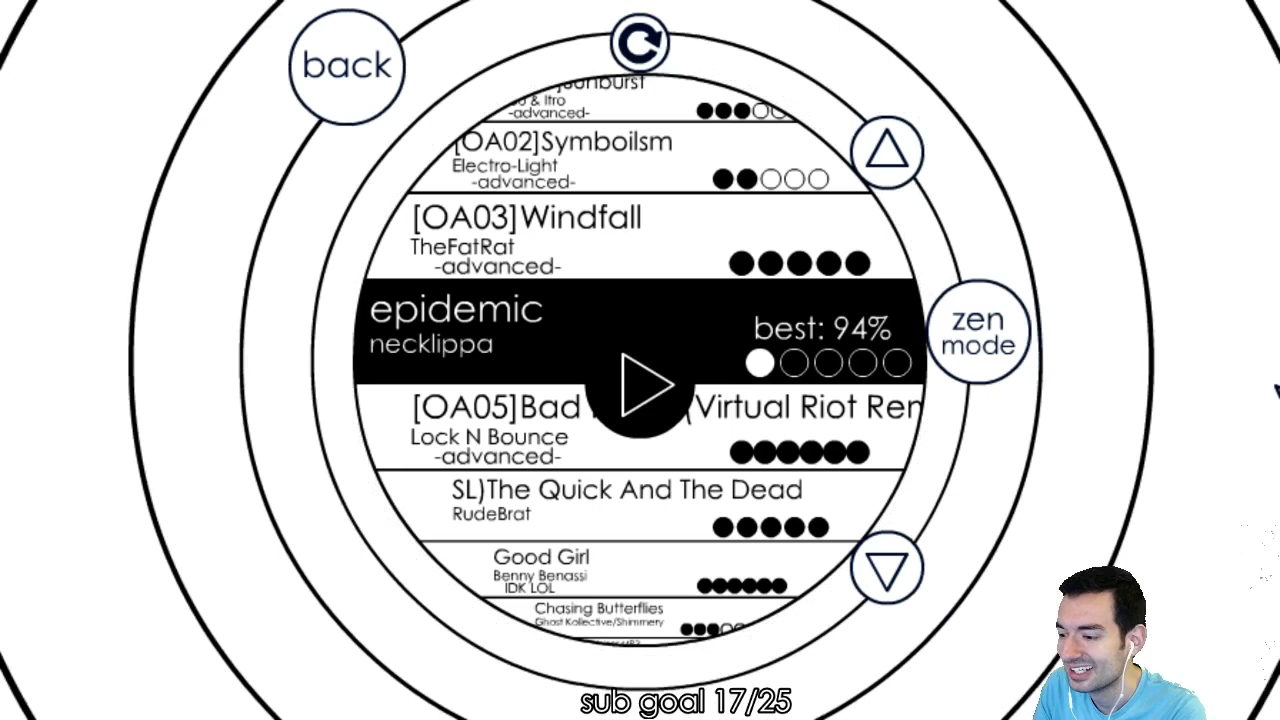 back
& Itro
-advanced-
[OA02]Symboilsm
Electro-Light
-advanced-
[OA03]Windfall
TheFatRat
-advanced-
epidemic
necklippa
best: 94%
zen
mode
[OA05]Bad (Virtual Riot Rem
Lock N Bounce
-advanced-
SL)The Quick And The Dead
RudeBrat
Good Girl
Benny Benassi
IDK LOL
Chasing Butterflies
Ghost Kollective/Shimmery
sub goal 17/25